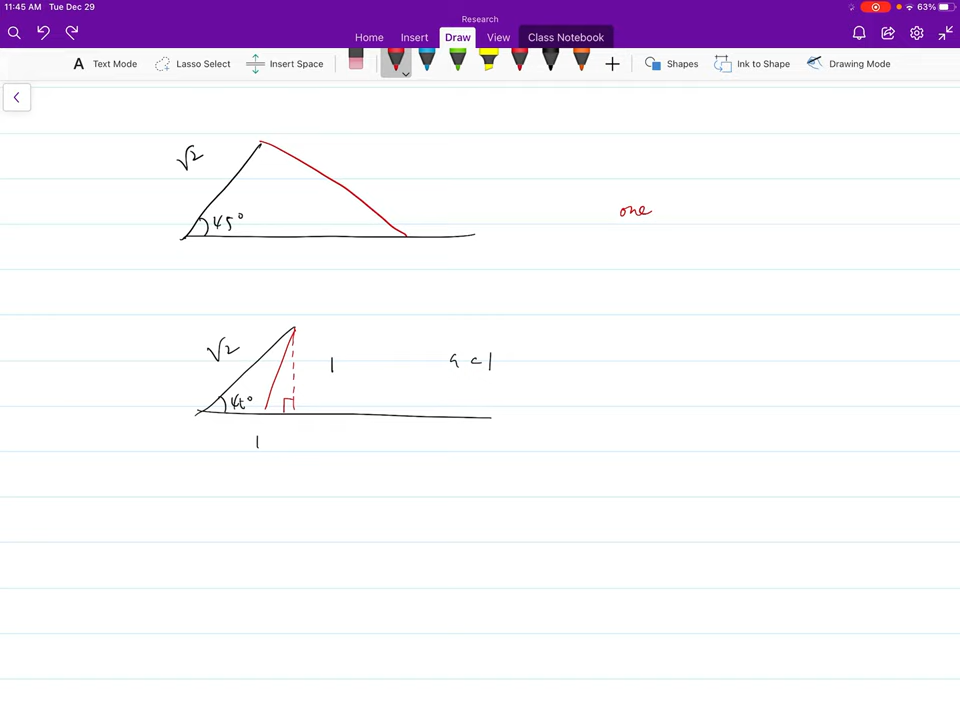 11:45 AM Tue Dec 29
63%
Research
Home Insert Draw View Class Notebook
A Text Mode Lasso Select Insert Space Shapes Ink to Shape Drawing Mode
√2
45°
one
√2
1
a = 1
45°
1